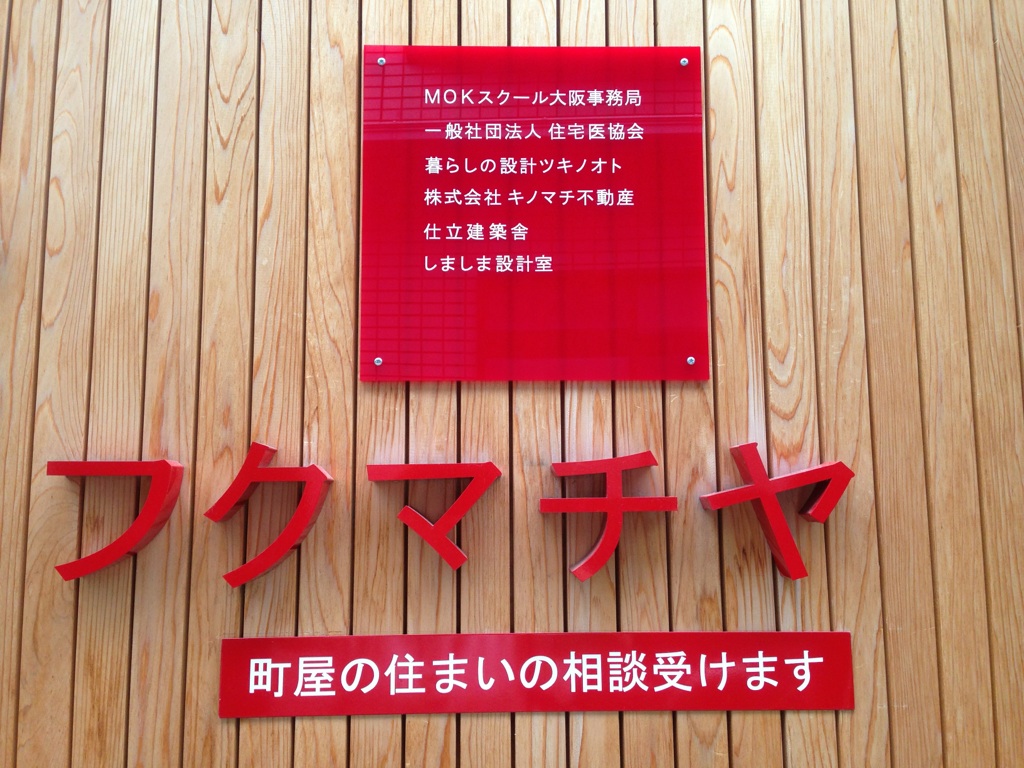 MOKスクール大阪事務局
一般社団法人 住宅医協会
暮らしの設計ツキノオト
株式会社 キノマチ不動産
仕立建築舎
しましま設計室
フクマチヤ
町屋の住まいの相談受けます